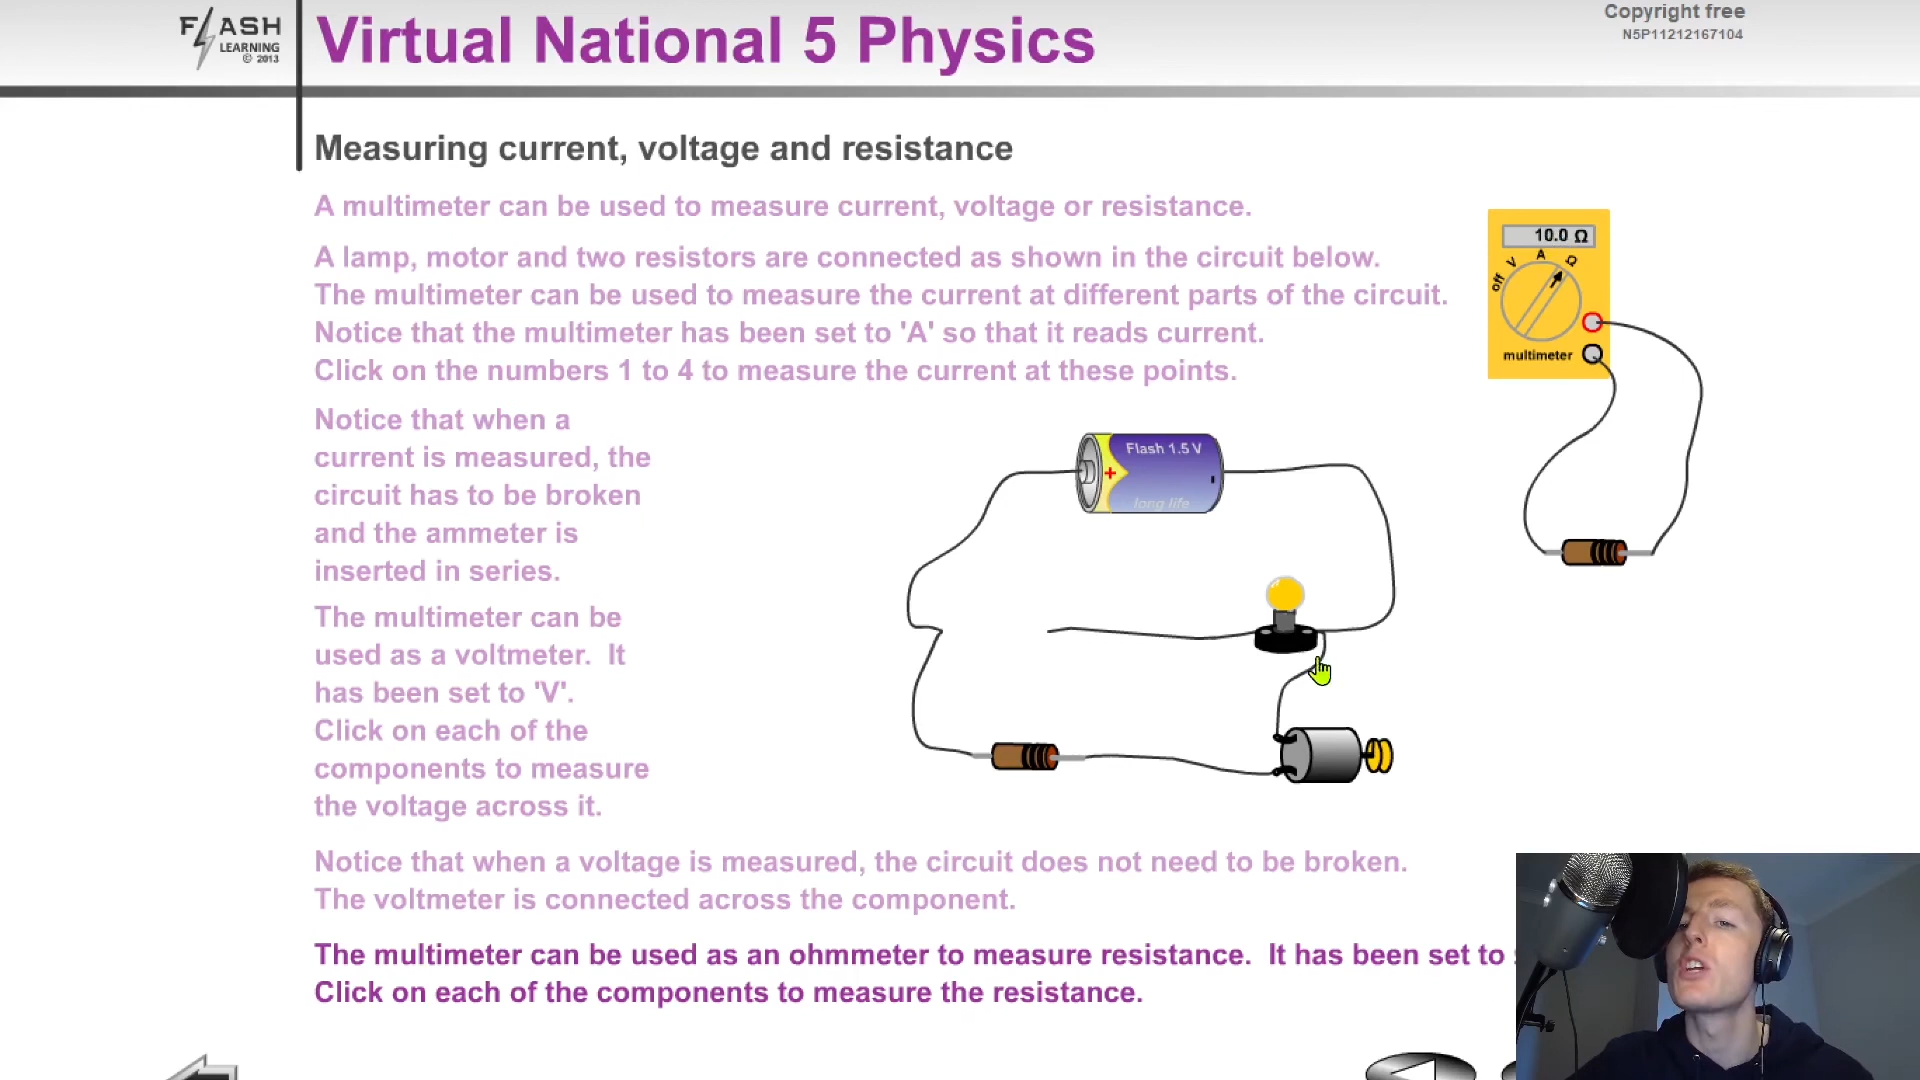 FLASH
LEARNING
© 2013
Virtual National 5 Physics
Copyright free
N5P11212167104
Measuring current, voltage and resistance
A multimeter can be used to measure current, voltage or resistance.
A lamp, motor and two resistors are connected as shown in the circuit below.
The multimeter can be used to measure the current at different parts of the circuit.
Notice that the multimeter has been set to 'A' so that it reads current.
Click on the numbers 1 to 4 to measure the current at these points.
10.0 Ω
off V A Ω
multimeter
Notice that when a
current is measured, the
circuit has to be broken
and the ammeter is
inserted in series.
Flash 1.5 V
+ -
long life
The multimeter can be
used as a voltmeter. It
has been set to 'V'.
Click on each of the
components to measure
the voltage across it.
Notice that when a voltage is measured, the circuit does not need to be broken.
The voltmeter is connected across the component.
The multimeter can be used as an ohmmeter to measure resistance. It has been set to
Click on each of the components to measure the resistance.